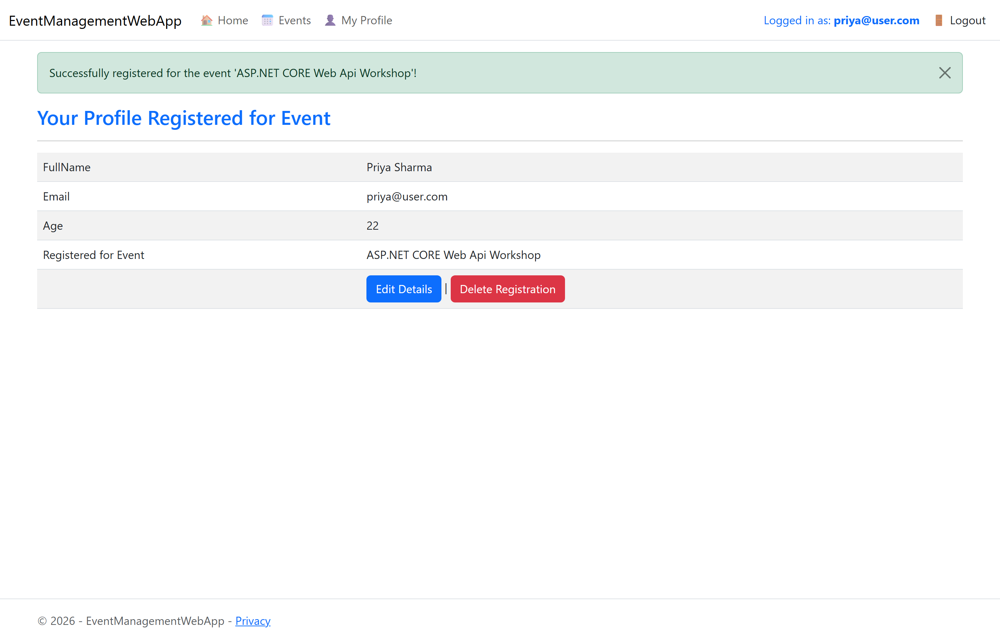 EventManagementWebApp Home Events My Profile Logged in as: priya@user.com Logout
Successfully registered for the event 'ASP.NET CORE Web Api Workshop'!
Your Profile Registered for Event
FullName Priya Sharma
Email priya@user.com
Age 22
Registered for Event ASP.NET CORE Web Api Workshop
Edit Details | Delete Registration
© 2026 - EventManagementWebApp - Privacy